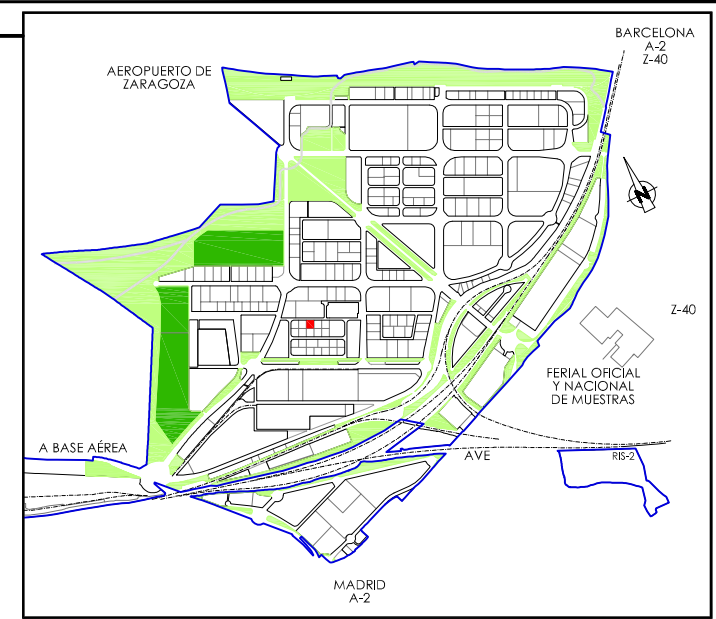 BARCELONA
A-2
Z-40
AEROPUERTO DE
ZARAGOZA
N
Z-40
FERIAL OFICIAL
Y NACIONAL
DE MUESTRAS
A BASE AÉREA
AVE
RIS-2
MADRID
A-2